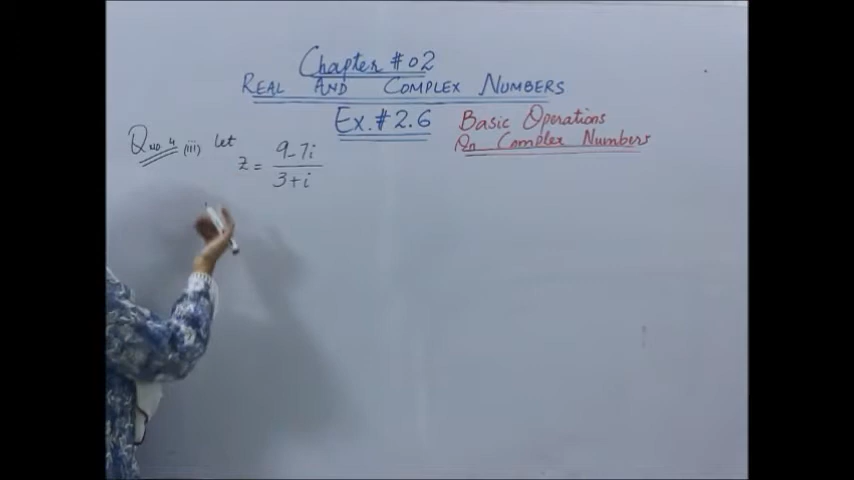 Chapter #02
REAL AND COMPLEX NUMBERS
Ex.#2.6 Basic Operations
On Complex Numbers
Q NO 4 (iii) let
z = 9-7i / 3+i